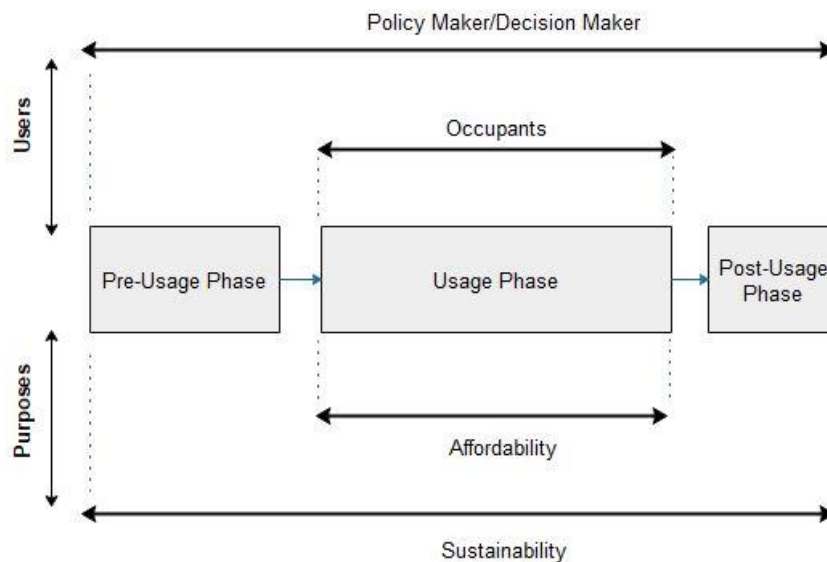 Policy Maker/Decision Maker
Users
Occupants
Pre-Usage Phase
Usage Phase
Post-Usage
Phase
Purposes
Affordability
Sustainability